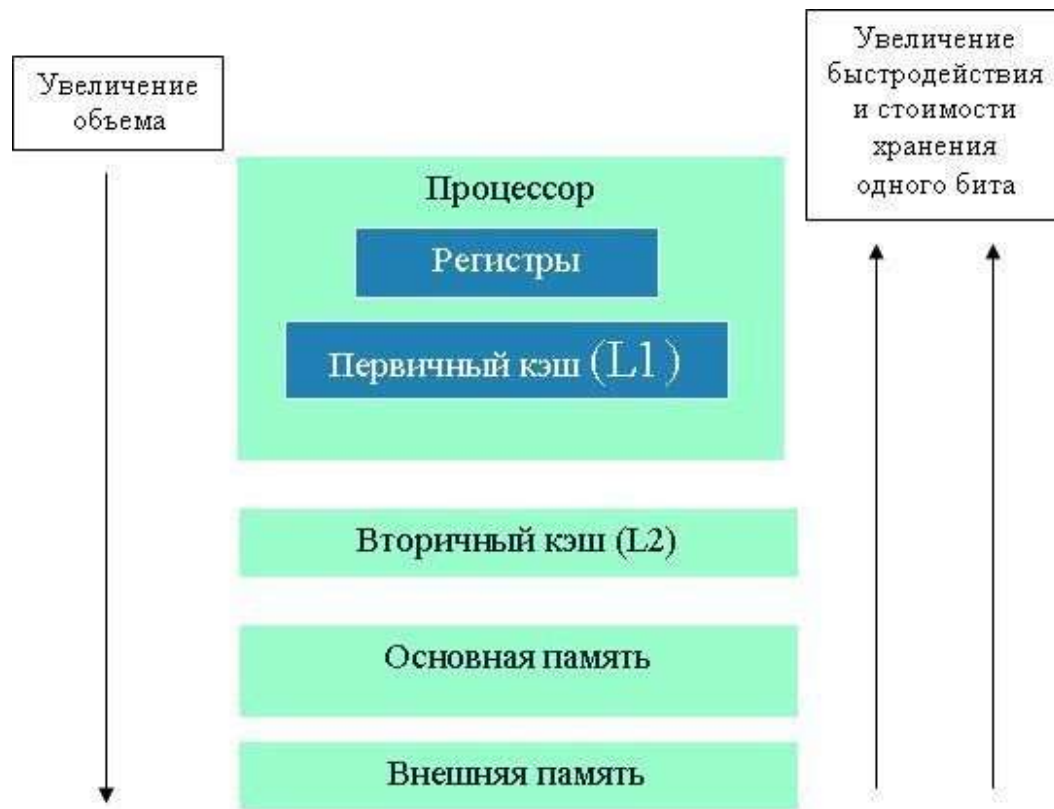 Увеличение
объема
Увеличение
быстродействия
и стоимости
хранения
одного бита
Процессор
Регистры
Первичный кэш (L1)
Вторичный кэш (L2)
Основная память
Внешняя память